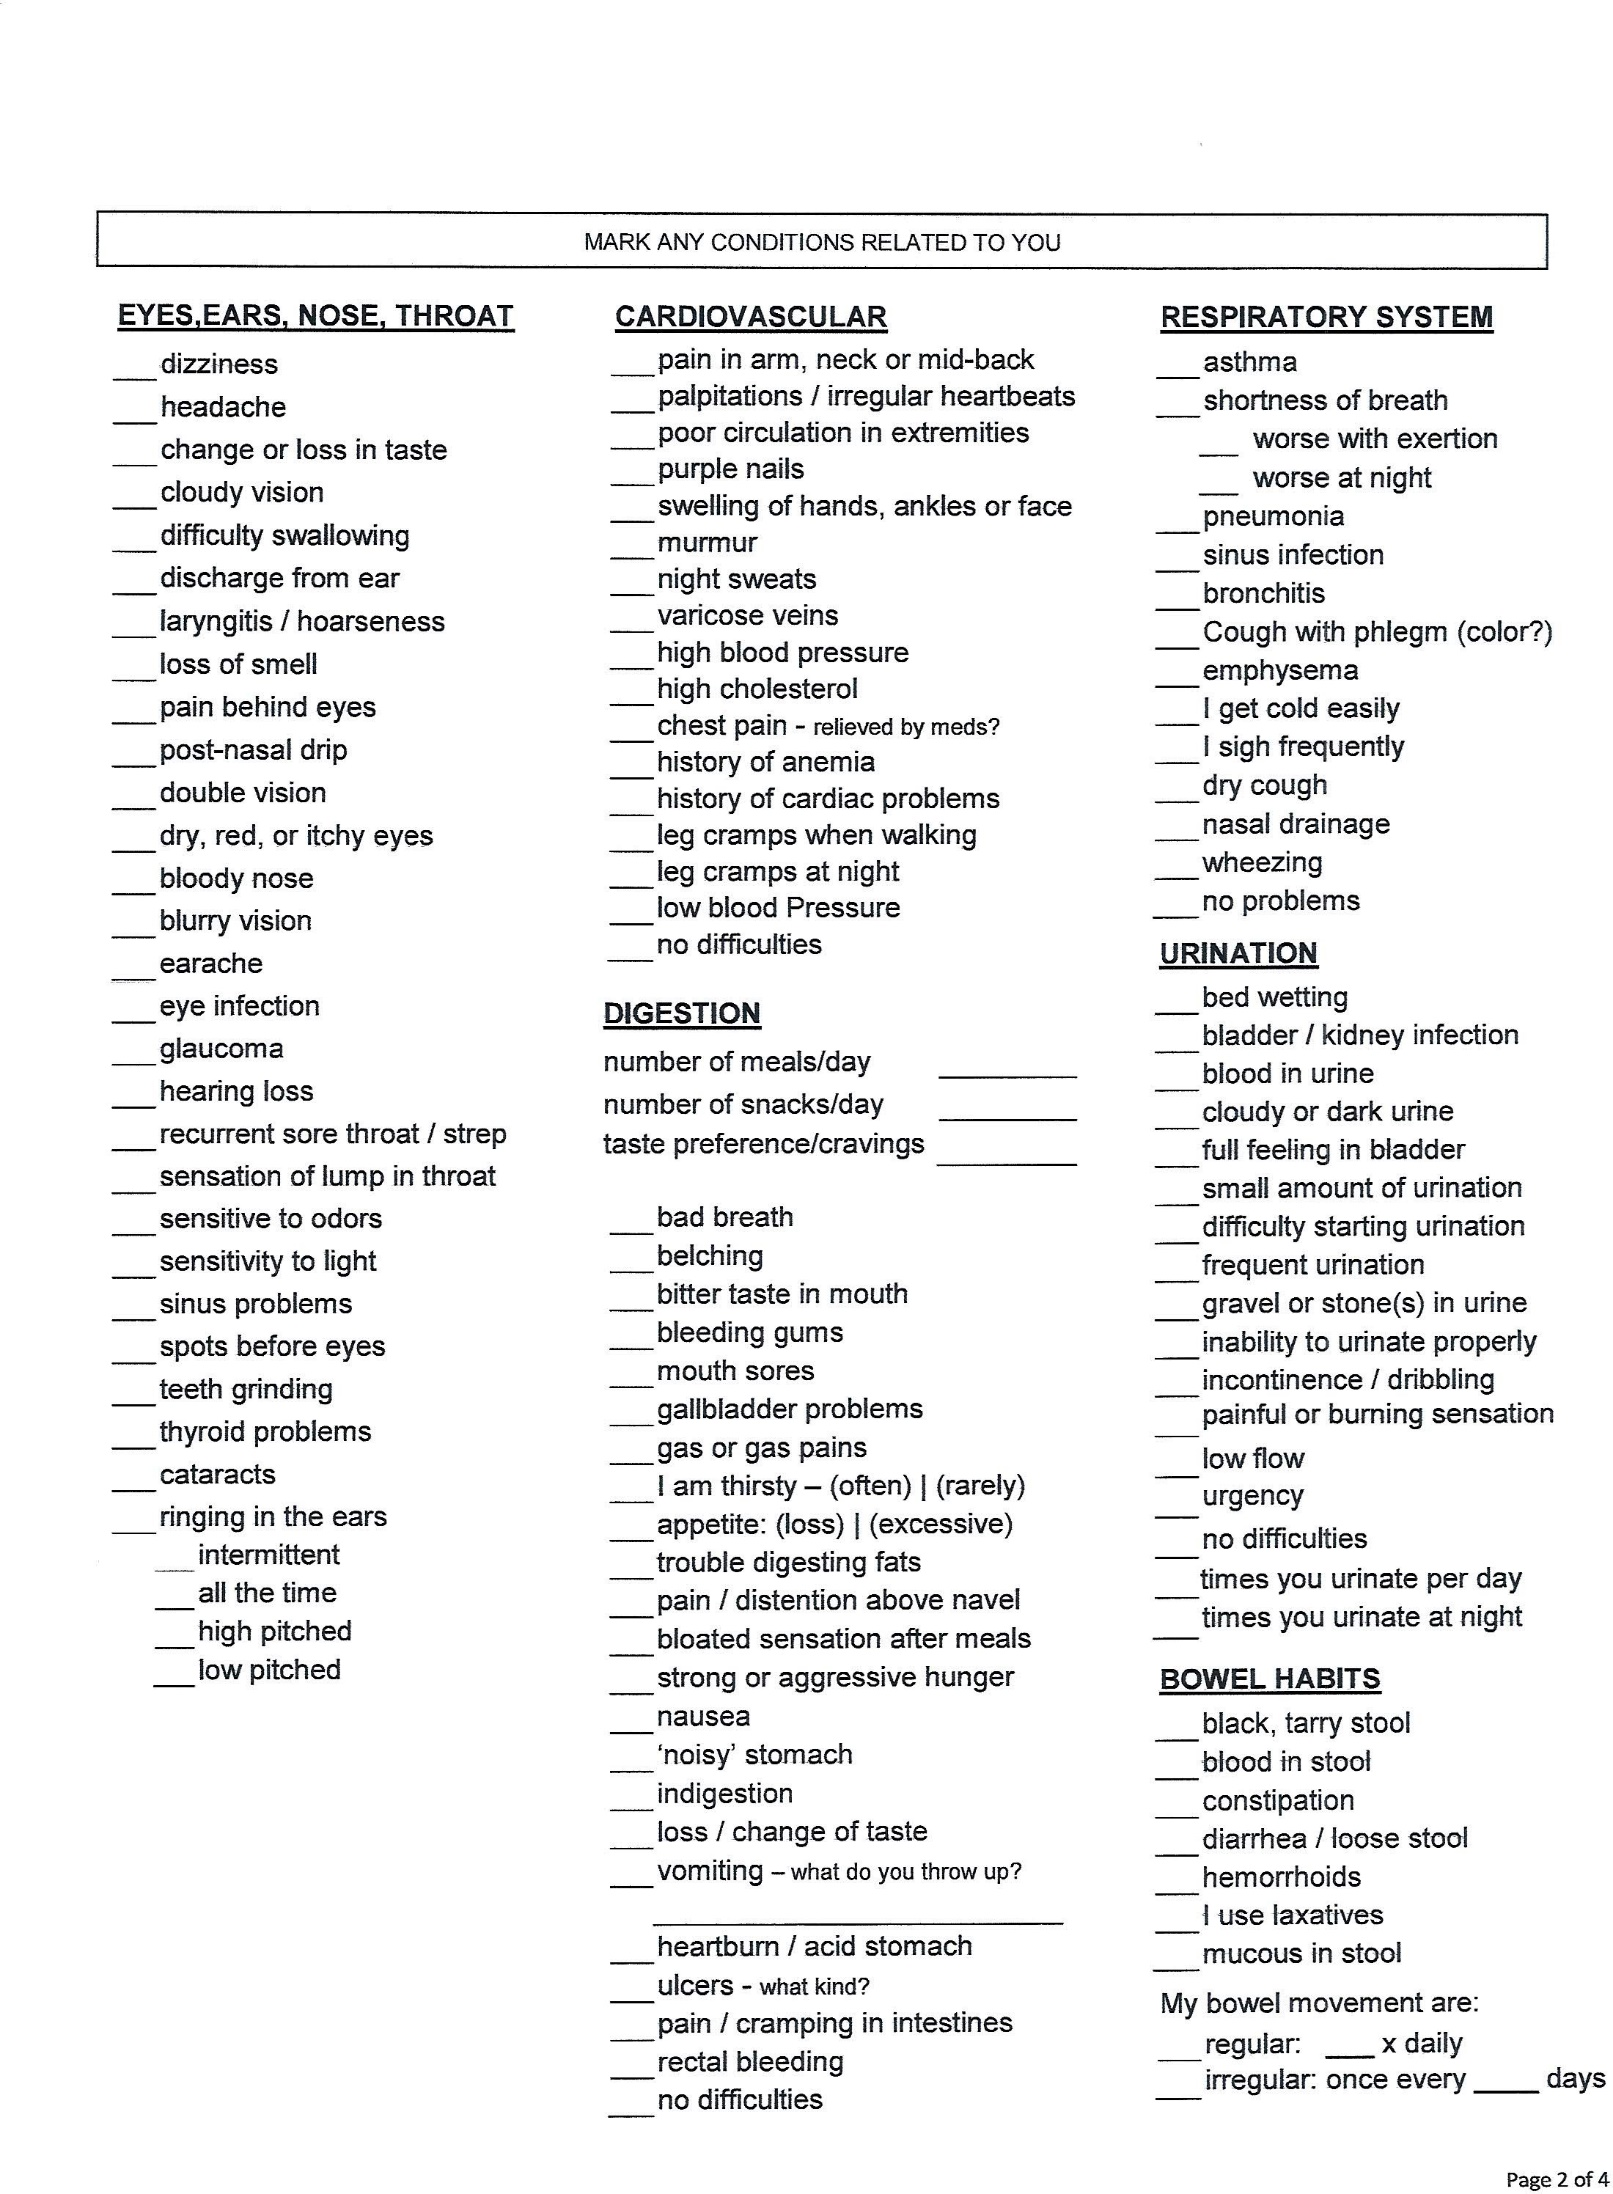 MARK ANY CONDITIONS RELATED TO YOU
EYES,EARS, NOSE, THROAT
___dizziness
___headache
___change or loss in taste
___cloudy vision
___difficulty swallowing
___discharge from ear
___laryngitis / hoarseness
___loss of smell
___pain behind eyes
___post-nasal drip
___double vision
___dry, red, or itchy eyes
___bloody nose
___blurry vision
___earache
___eye infection
___glaucoma
___hearing loss
___recurrent sore throat / strep
___sensation of lump in throat
___sensitive to odors
___sensitivity to light
___sinus problems
___spots before eyes
___teeth grinding
___thyroid problems
___cataracts
___ringing in the ears
___intermittent
___all the time
___high pitched
___low pitched
CARDIOVASCULAR
___pain in arm, neck or mid-back
___palpitations / irregular heartbeats
___poor circulation in extremities
___purple nails
___swelling of hands, ankles or face
___murmur
___night sweats
___varicose veins
___high blood pressure
___high cholesterol
___chest pain - relieved by meds?
___history of anemia
___history of cardiac problems
___leg cramps when walking
___leg cramps at night
___low blood Pressure
___no difficulties
DIGESTION
number of meals/day _________
number of snacks/day _________
taste preference/cravings _________
___bad breath
___belching
___bitter taste in mouth
___bleeding gums
___mouth sores
___gallbladder problems
___gas or gas pains
___I am thirsty – (often) | (rarely)
___appetite: (loss) | (excessive)
___trouble digesting fats
___pain / distention above navel
___bloated sensation after meals
___strong or aggressive hunger
___nausea
___‘noisy’ stomach
___indigestion
___loss / change of taste
___vomiting – what do you throw up?
___________________________
___heartburn / acid stomach
___ulcers - what kind?
___pain / cramping in intestines
___rectal bleeding
___no difficulties
RESPIRATORY SYSTEM
___asthma
___shortness of breath
___ worse with exertion
___ worse at night
___pneumonia
___sinus infection
___bronchitis
___Cough with phlegm (color?)
___emphysema
___I get cold easily
___I sigh frequently
___dry cough
___nasal drainage
___wheezing
___no problems
URINATION
___bed wetting
___bladder / kidney infection
___blood in urine
___cloudy or dark urine
___full feeling in bladder
___small amount of urination
___difficulty starting urination
___frequent urination
___gravel or stone(s) in urine
___inability to urinate properly
___incontinence / dribbling
___painful or burning sensation
___low flow
___urgency
___no difficulties
___times you urinate per day
___times you urinate at night
BOWEL HABITS
___black, tarry stool
___blood in stool
___constipation
___diarrhea / loose stool
___hemorrhoids
___I use laxatives
___mucous in stool
My bowel movement are:
___regular: ___ x daily
___irregular: once every ____ days
Page 2 of 4